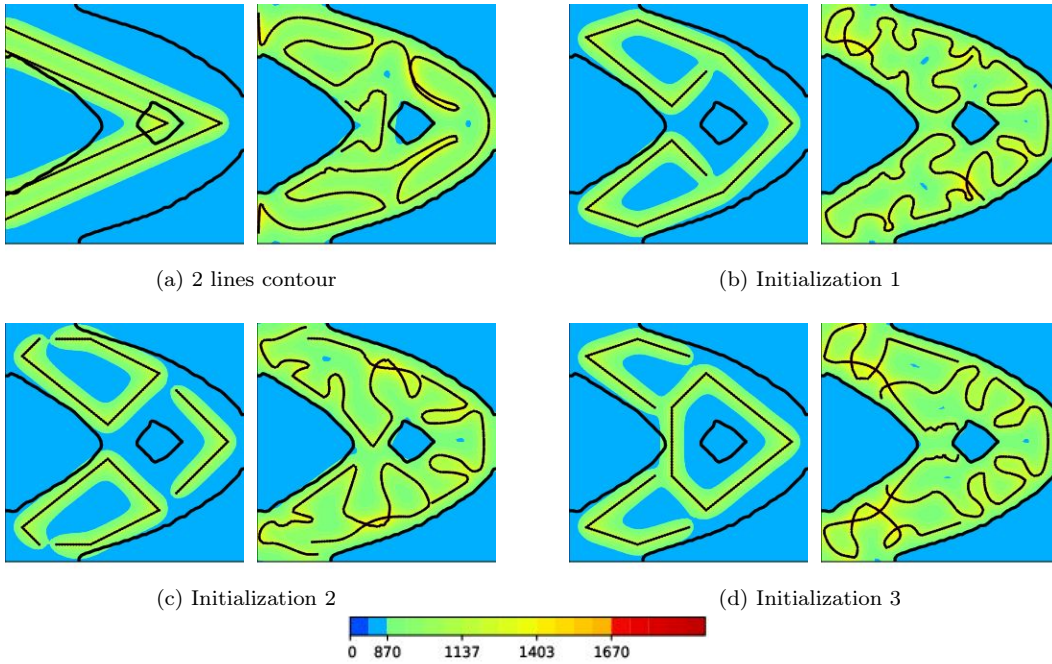 (a) 2 lines contour
(b) Initialization 1
(c) Initialization 2
(d) Initialization 3
0 870 1137 1403 1670